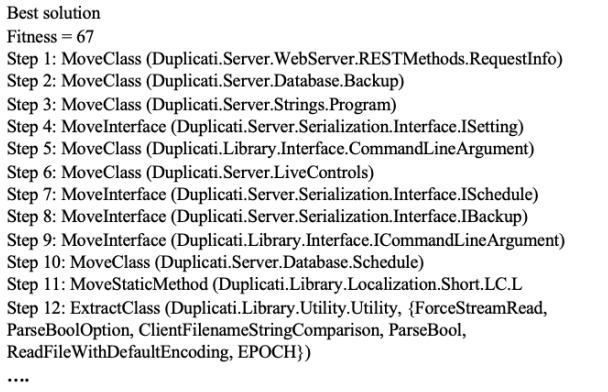 Best solution
Fitness = 67
Step 1: MoveClass (Duplicati.Server.WebServer.RESTMethods.RequestInfo)
Step 2: MoveClass (Duplicati.Server.Database.Backup)
Step 3: MoveClass (Duplicati.Server.Strings.Program)
Step 4: MoveInterface (Duplicati.Server.Serialization.Interface.ISetting)
Step 5: MoveClass (Duplicati.Library.Interface.CommandLineArgument)
Step 6: MoveClass (Duplicati.Server.LiveControls)
Step 7: MoveInterface (Duplicati.Server.Serialization.Interface.ISchedule)
Step 8: MoveInterface (Duplicati.Server.Serialization.Interface.IBackup)
Step 9: MoveInterface (Duplicati.Library.Interface.ICommandLineArgument)
Step 10: MoveClass (Duplicati.Server.Database.Schedule)
Step 11: MoveStaticMethod (Duplicati.Library.Localization.Short.LC.L
Step 12: ExtractClass (Duplicati.Library.Utility.Utility, {ForceStreamRead,
ParseBoolOption, ClientFilenameStringComparison, ParseBool,
ReadFileWithDefaultEncoding, EPOCH})
....